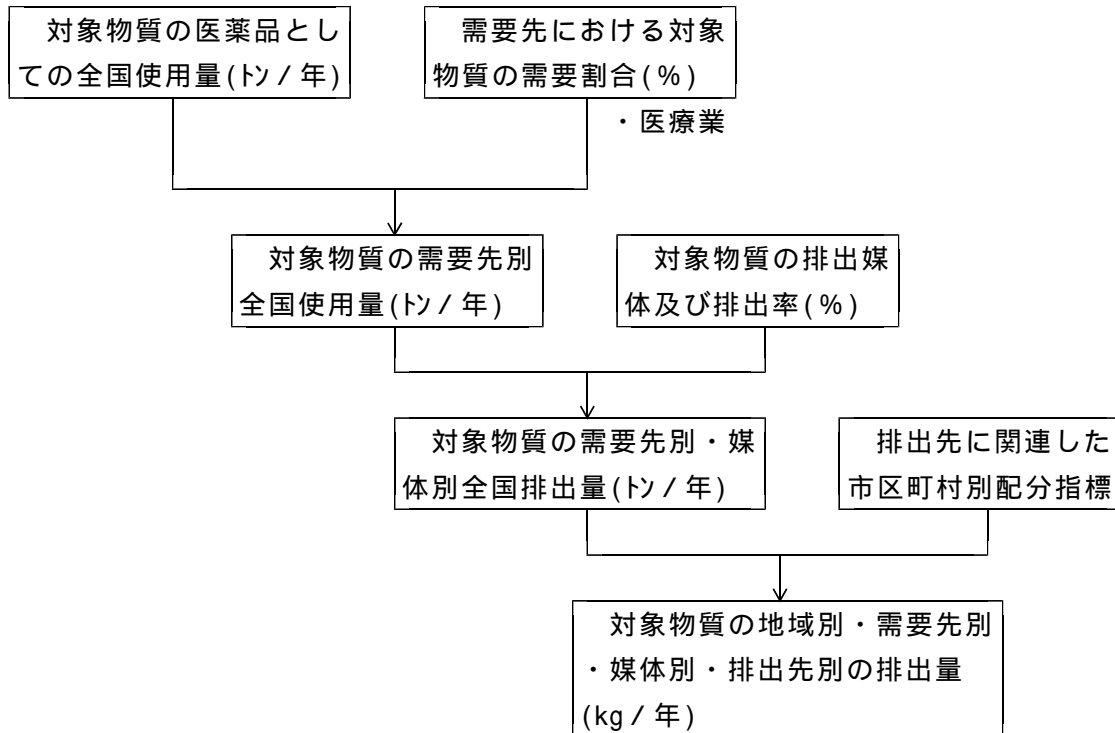 対象物質の医薬品とし
ての全国使用量(㌧/年)
需要先における対象
物質の需要割合(%)
・医療業
対象物質の需要先別
全国使用量(㌧/年)
対象物質の排出媒
体及び排出率(%)
対象物質の需要先別・媒
体別全国排出量(㌧/年)
排出先に関連した
市区町村別配分指標
対象物質の地域別・需要先別
・媒体別・排出先別の排出量
(kg/年)